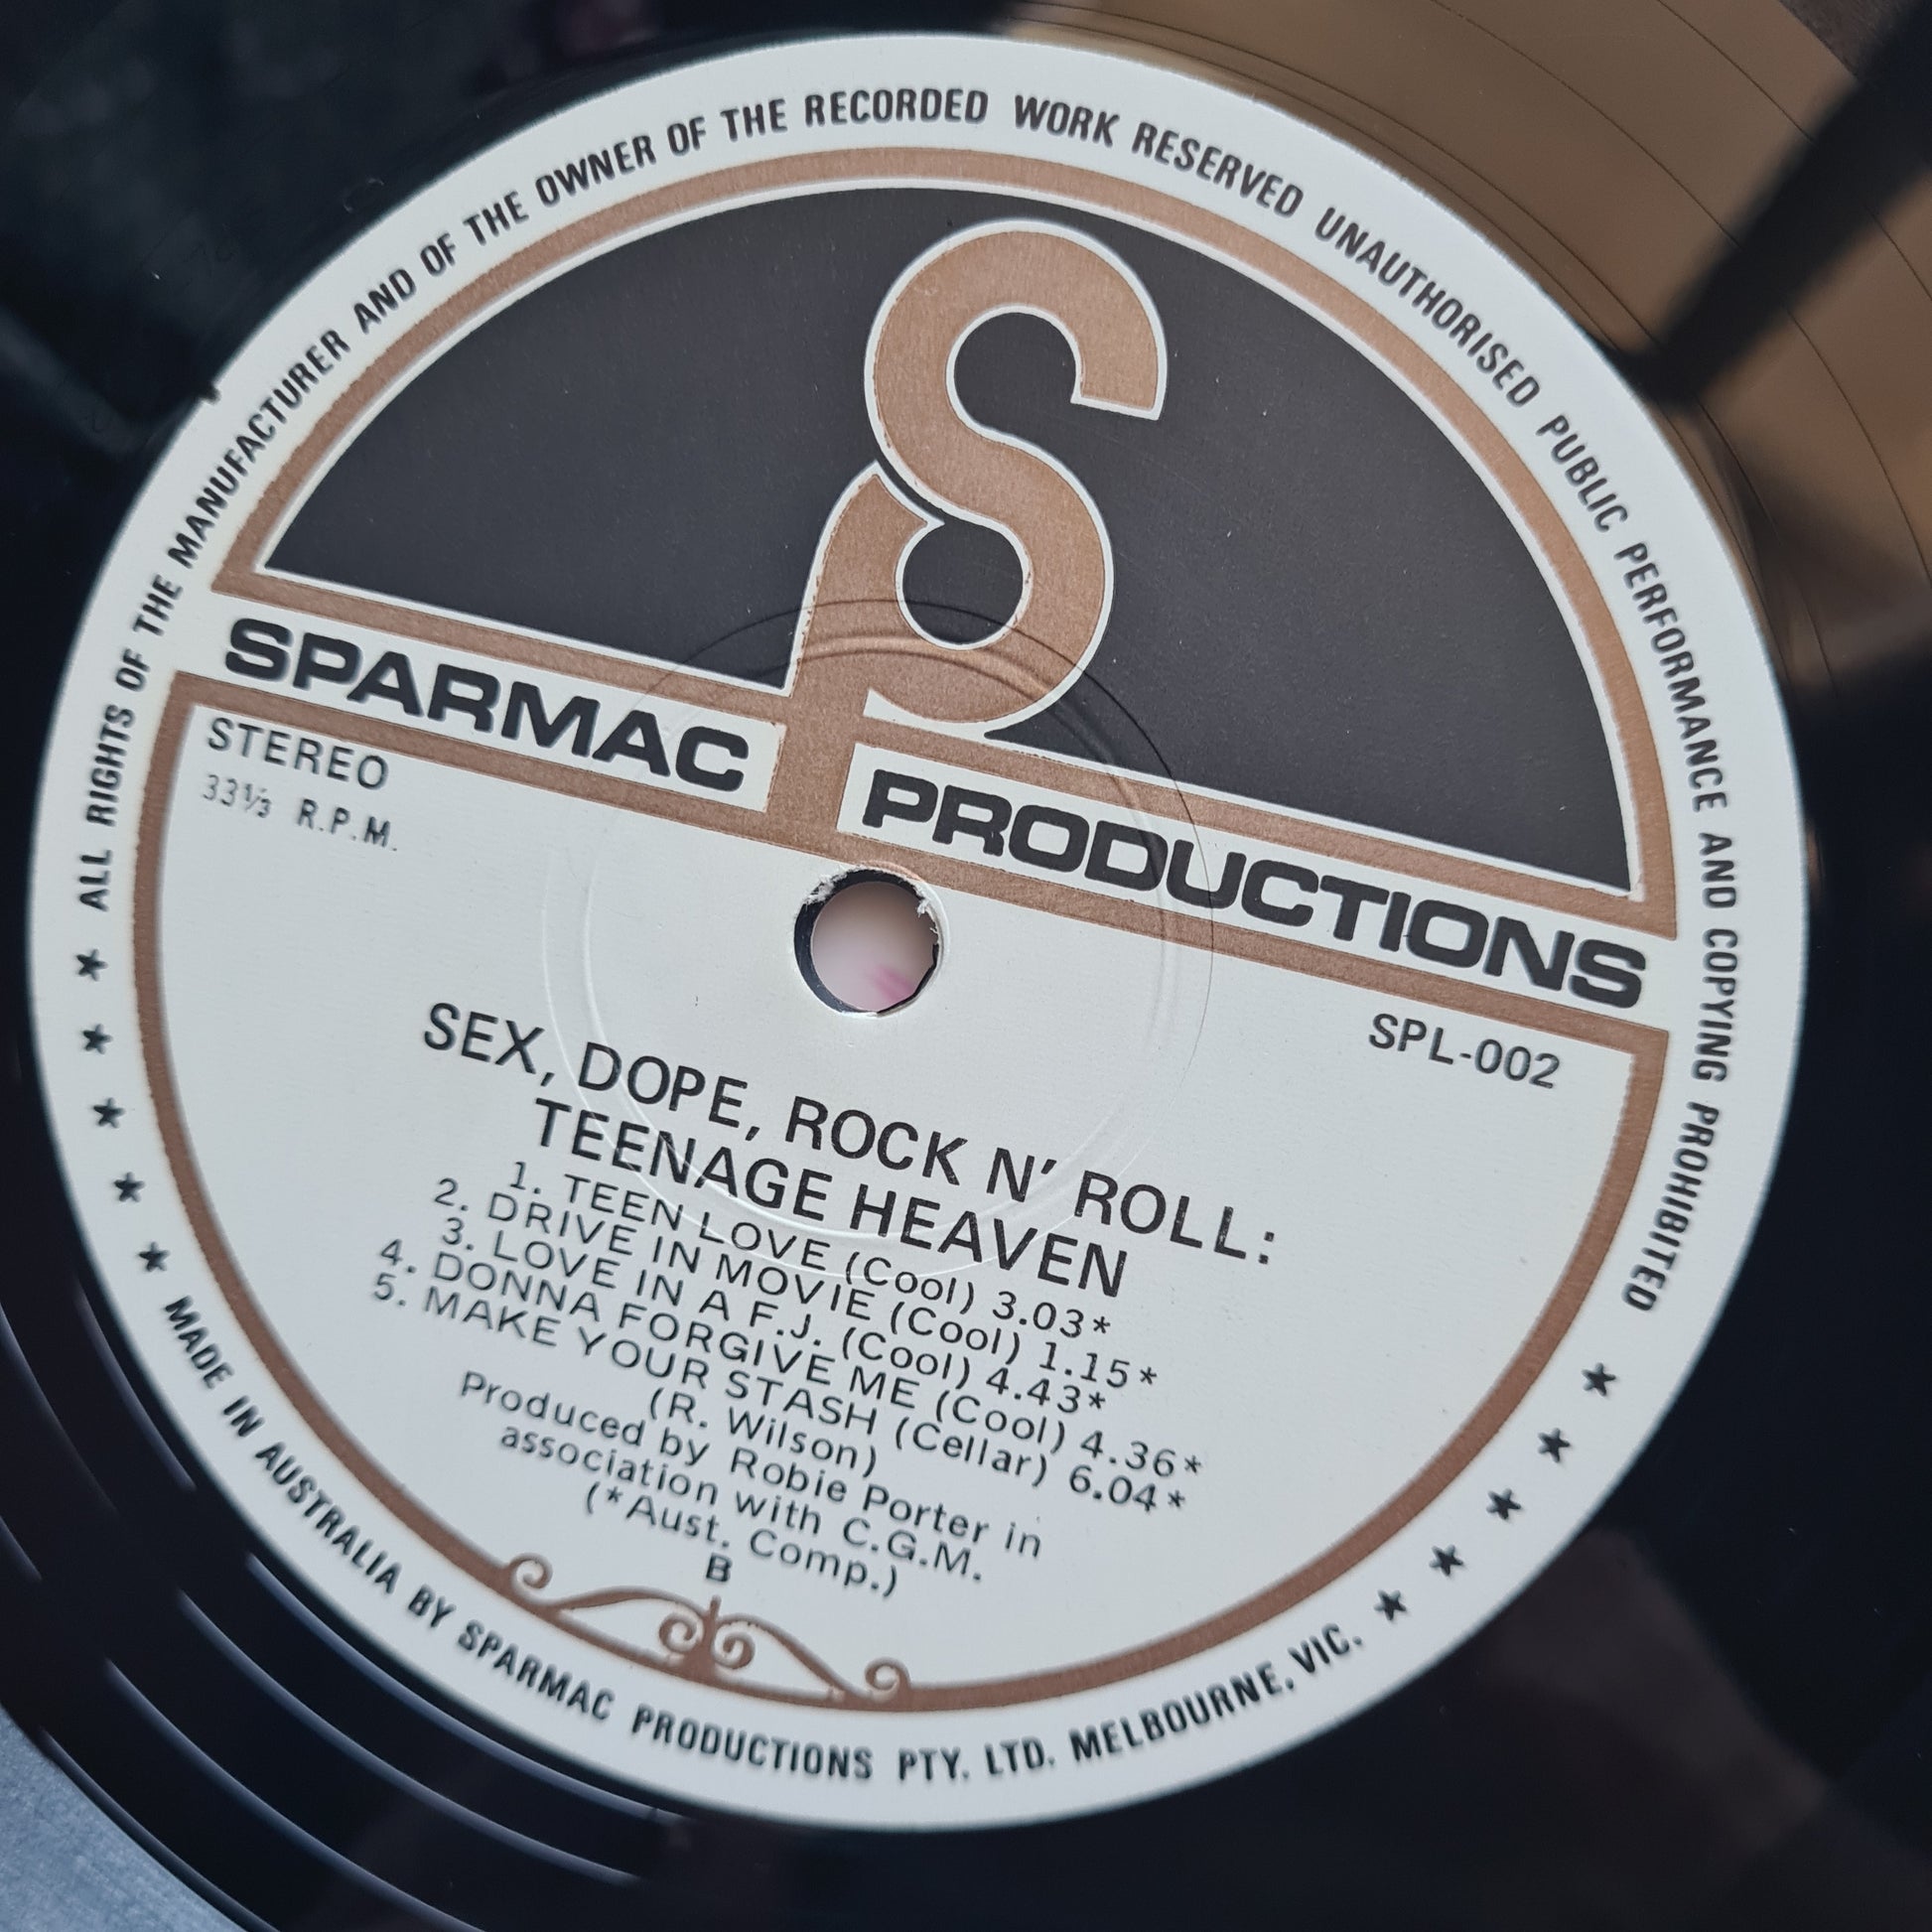 ALL RIGHTS OF THE MANUFACTURER AND OF THE OWNER OF THE RECORDED WORK RESERVED UNAUTHORISED PUBLIC PERFORMANCE AND COPYING PROHIBITED
SPARMAC PRODUCTIONS
STEREO
33⅓ R.P.M.
SPL-002
SEX, DOPE, ROCK N' ROLL:
TEENAGE HEAVEN
1. TEEN LOVE (Cool) 3.03*
2. DRIVE IN MOVIE (Cool) 1.15*
3. LOVE IN A F.J. (Cool) 4.43*
4. DONNA FORGIVE ME (Cool) 4.36*
5. MAKE YOUR STASH (Cellar) 6.04*
(R. Wilson)
Produced by Robie Porter in
association with C.G.M.
(*Aust. Comp.)
B
★ ★ ★ ★ ★ MADE IN AUSTRALIA BY SPARMAC PRODUCTIONS PTY. LTD. MELBOURNE, VIC. ★ ★ ★ ★ ★